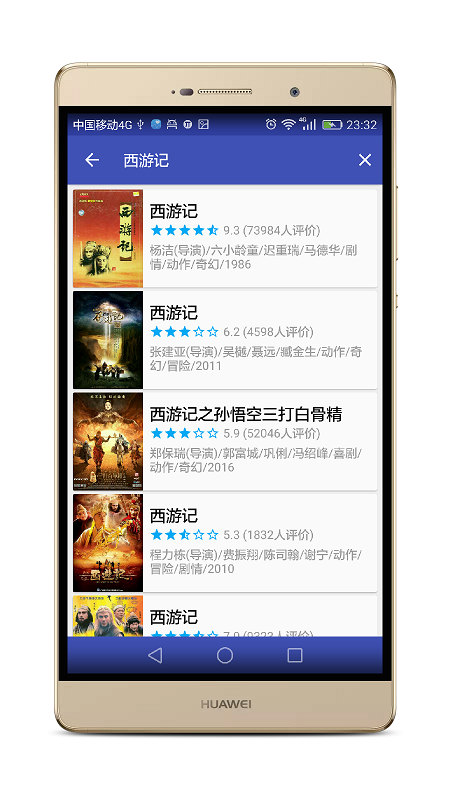 中国移动4G
4G
23:32
西游记
西游记
9.3 (73984人评价)
杨洁(导演)/六小龄童/迟重瑞/马德华/剧
情/动作/奇幻/1986
西游记
6.2 (4598人评价)
张建亚(导演)/吴樾/聂远/臧金生/动作/奇
幻/冒险/2011
西游记之孙悟空三打白骨精
5.9 (52046人评价)
郑保瑞(导演)/郭富城/巩俐/冯绍峰/喜剧/
动作/奇幻/2016
西游记
5.3 (1832人评价)
程力栋(导演)/费振翔/陈司翰/谢宁/动作/
冒险/剧情/2010
西游记
HUAWEI